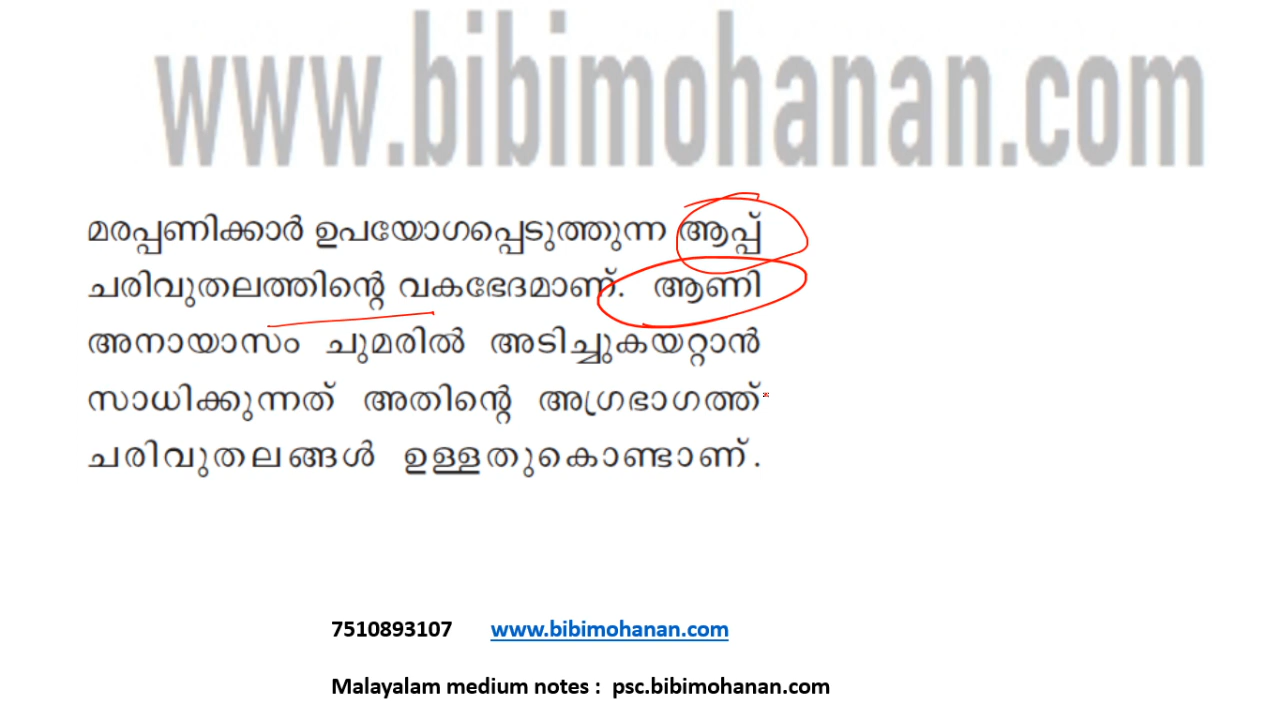 www.bibimohanan.com
മരപ്പണിക്കാർ ഉപയോഗപ്പെടുത്തുന്ന ആപ്പ്
ചരിവുതലത്തിന്റെ വകഭേദമാണ്. ആണി
അനായാസം ചുമരിൽ അടിച്ചുകയറ്റാൻ
സാധിക്കുന്നത് അതിന്റെ അഗ്രഭാഗത്ത്
ചരിവുതലങ്ങൾ ഉള്ളതുകൊണ്ടാണ്.
7510893107 www.bibimohanan.com
Malayalam medium notes : psc.bibimohanan.com